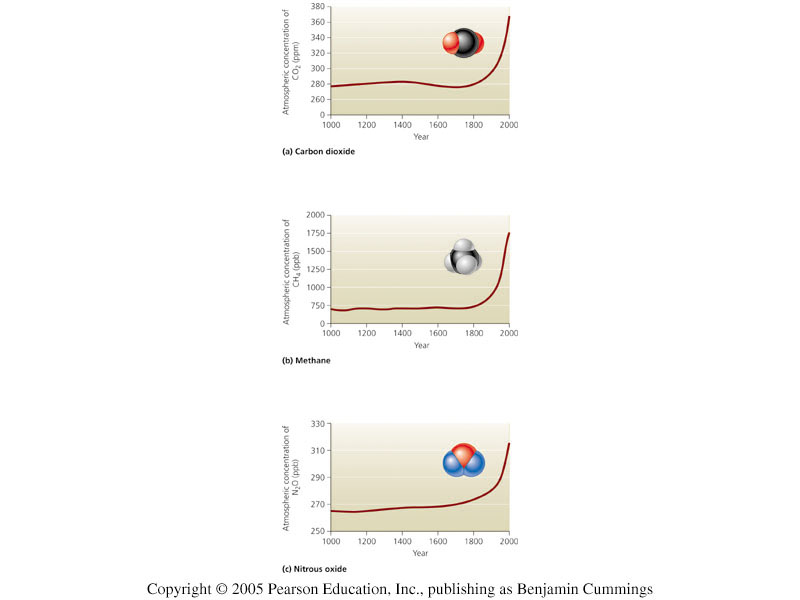 Atmospheric concentration of
CO₂ (ppm)
380
360
340
320
300
280
260
0
1000 1200 1400 1600 1800 2000
Year
(a) Carbon dioxide
Atmospheric concentration of
CH₄ (ppb)
2000
1750
1500
1250
1000
750
0
1000 1200 1400 1600 1800 2000
Year
(b) Methane
Atmospheric concentration of
N₂O (ppb)
330
310
290
270
250
1000 1200 1400 1600 1800 2000
Year
(c) Nitrous oxide
Copyright © 2005 Pearson Education, Inc., publishing as Benjamin Cummings